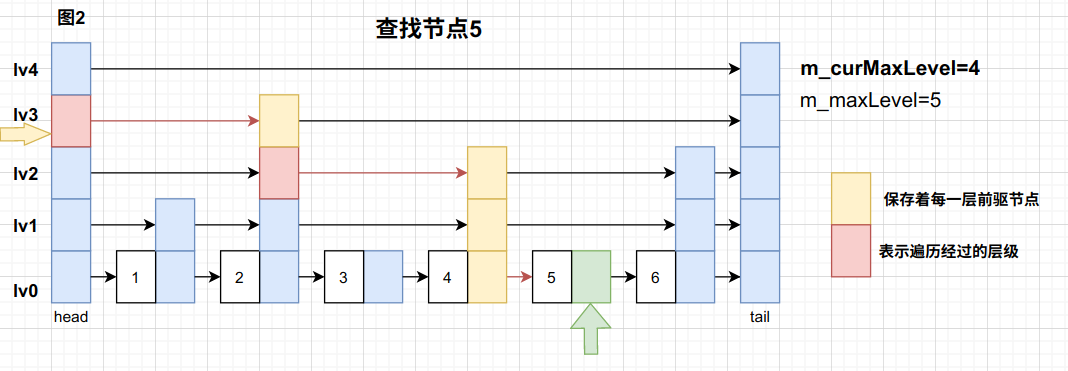 图2
查找节点5
lv4
m_curMaxLevel=4
m_maxLevel=5
lv3
lv2
保存着每一层前驱节点
lv1
表示遍历经过的层级
lv0
1
2
3
4
5
6
head
tail